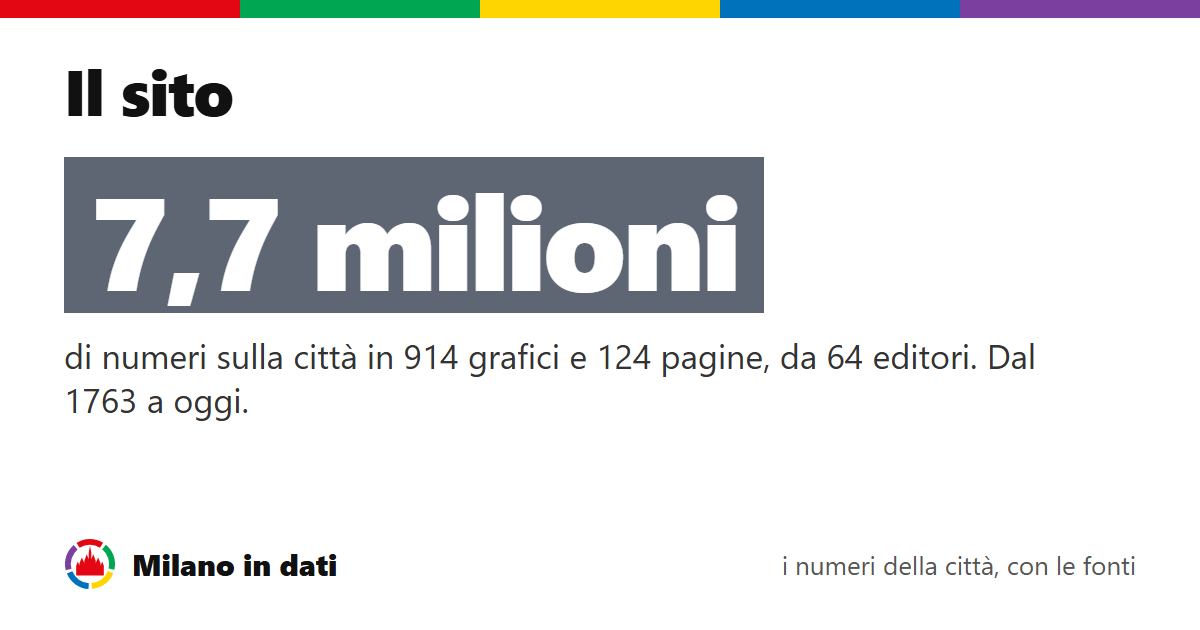 Il sito
7,7 milioni
di numeri sulla città in 914 grafici e 124 pagine, da 64 editori. Dal
1763 a oggi.
Milano in dati
i numeri della città, con le fonti